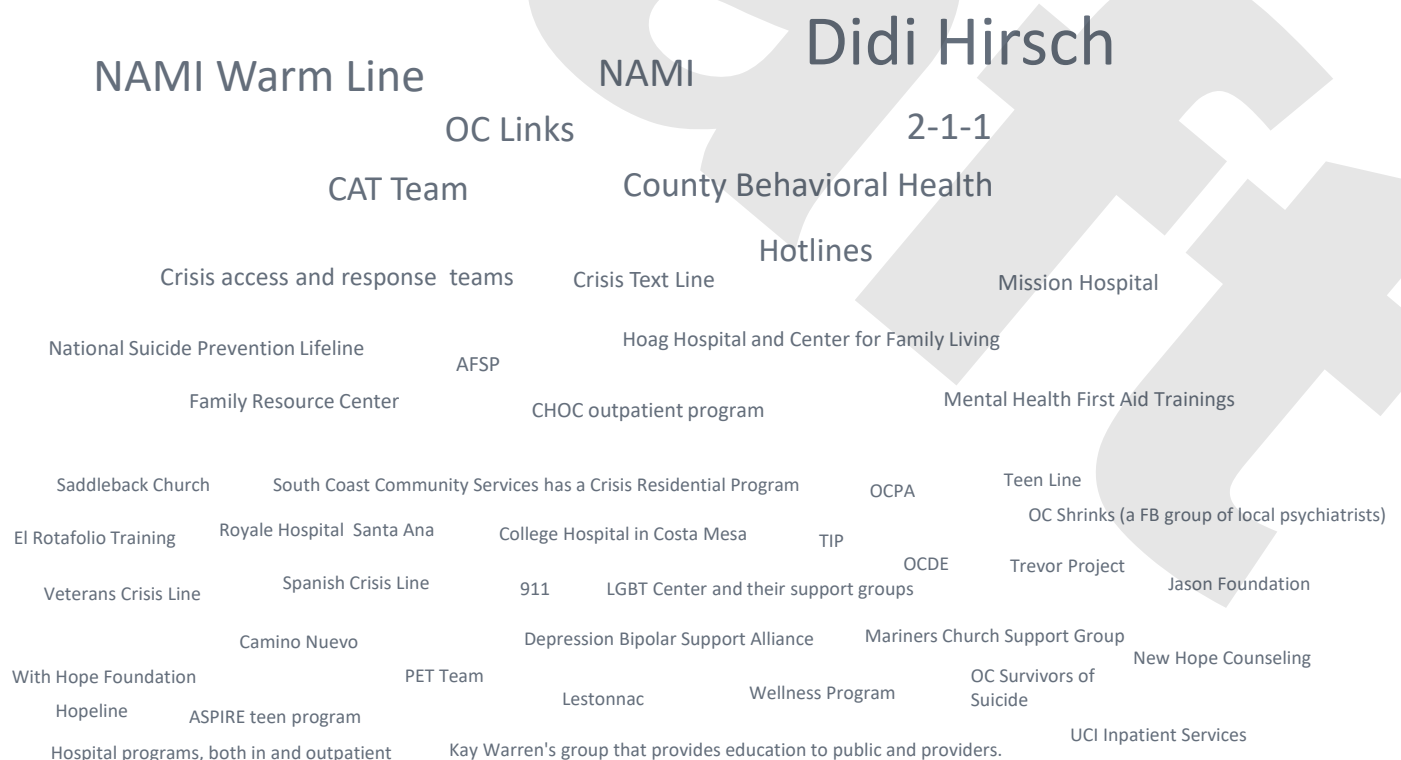 Didi Hirsch
NAMI Warm Line
NAMI
OC Links
2-1-1
CAT Team
County Behavioral Health
Hotlines
Crisis access and response teams
Crisis Text Line
Mission Hospital
National Suicide Prevention Lifeline
AFSP
Hoag Hospital and Center for Family Living
Family Resource Center
CHOC outpatient program
Mental Health First Aid Trainings
Saddleback Church
South Coast Community Services has a Crisis Residential Program
OCPA
Teen Line
OC Shrinks (a FB group of local psychiatrists)
El Rotafolio Training
Royale Hospital Santa Ana
College Hospital in Costa Mesa
TIP
OCDE
Trevor Project
Jason Foundation
Veterans Crisis Line
Spanish Crisis Line
911
LGBT Center and their support groups
Camino Nuevo
Depression Bipolar Support Alliance
Mariners Church Support Group
New Hope Counseling
With Hope Foundation
PET Team
Lestonnac
Wellness Program
OC Survivors of
Suicide
Hopeline
ASPIRE teen program
UCI Inpatient Services
Hospital programs, both in and outpatient
Kay Warren's group that provides education to public and providers.